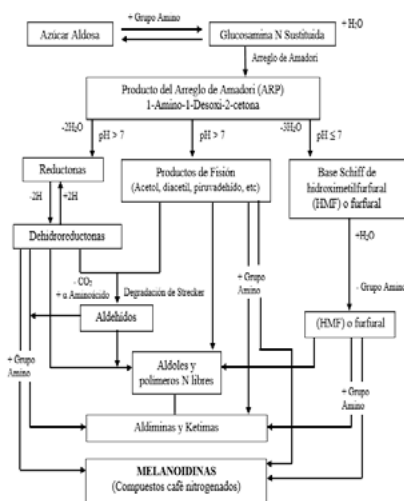 + Grupo Amino
Azúcar Aldosa
Glucosamina N Sustituida
+ H₂O
Arreglo de Amadori
Producto del Arreglo de Amadori (ARP)
1-Amino-1-Desoxi-2-cetona
-2H₂O
pH > 7
pH > 7
-3H₂O
pH ≤ 7
Reductonas
Productos de Fisión
(Acetol, diacetil, piruvadehido, etc)
Base Schiff de
hidroximetilfurfural
(HMF) o furfural
-2H
+2H
Dehidroreductonas
+H₂O
- CO₂
+ α Aminoácido
Degradación de Strecker
+ Grupo
Amino
- Grupo Amino
Aldehídos
(HMF) o furfural
+ Grupo
Amino
Aldoles y
polímeros N libres
+ Grupo
Amino
Aldiminas y Ketimas
MELANOIDINAS
(Compuestos café nitrogenados)